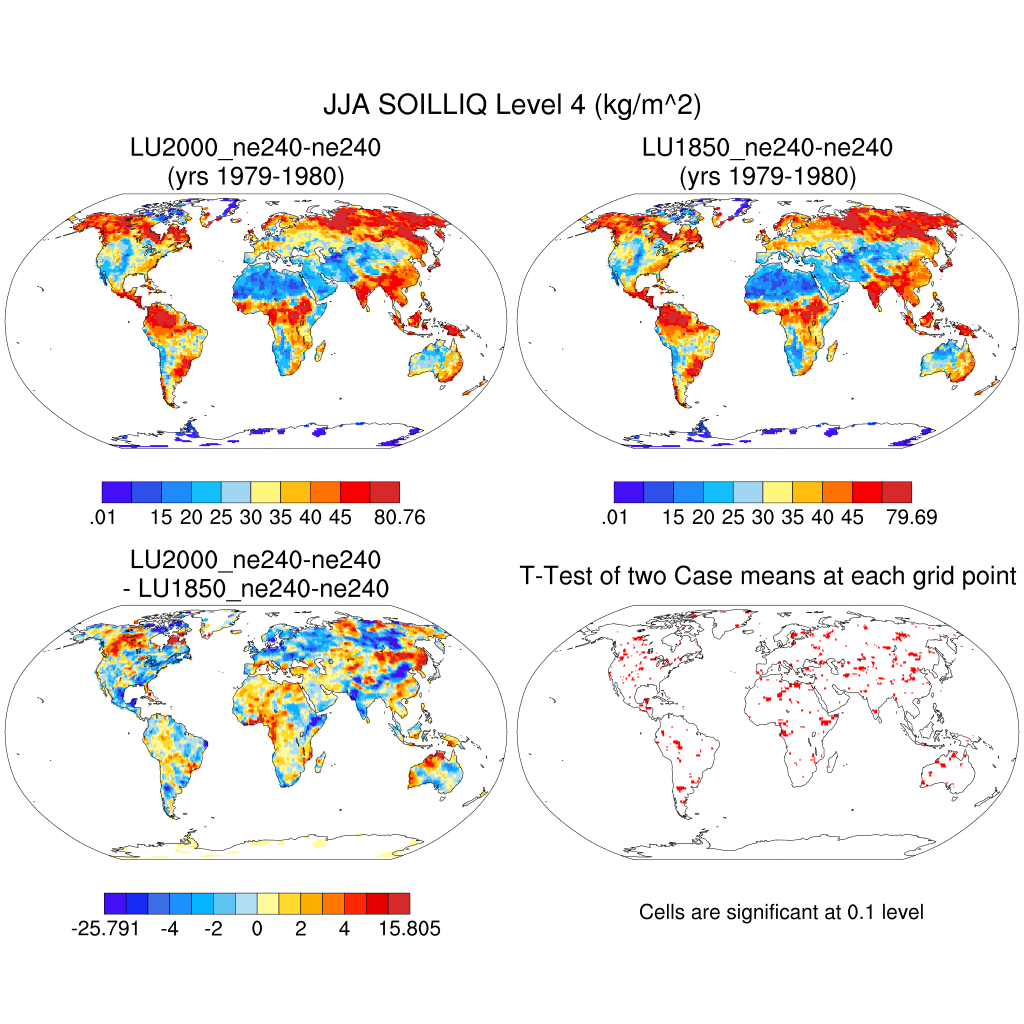 JJA SOILLIQ Level 4 (kg/m^2)
LU2000_ne240-ne240
(yrs 1979-1980)
LU1850_ne240-ne240
(yrs 1979-1980)
.01 15 20 25 30 35 40 45 80.76
.01 15 20 25 30 35 40 45 79.69
LU2000_ne240-ne240
- LU1850_ne240-ne240
T-Test of two Case means at each grid point
-25.791 -4 -2 0 2 4 15.805
Cells are significant at 0.1 level